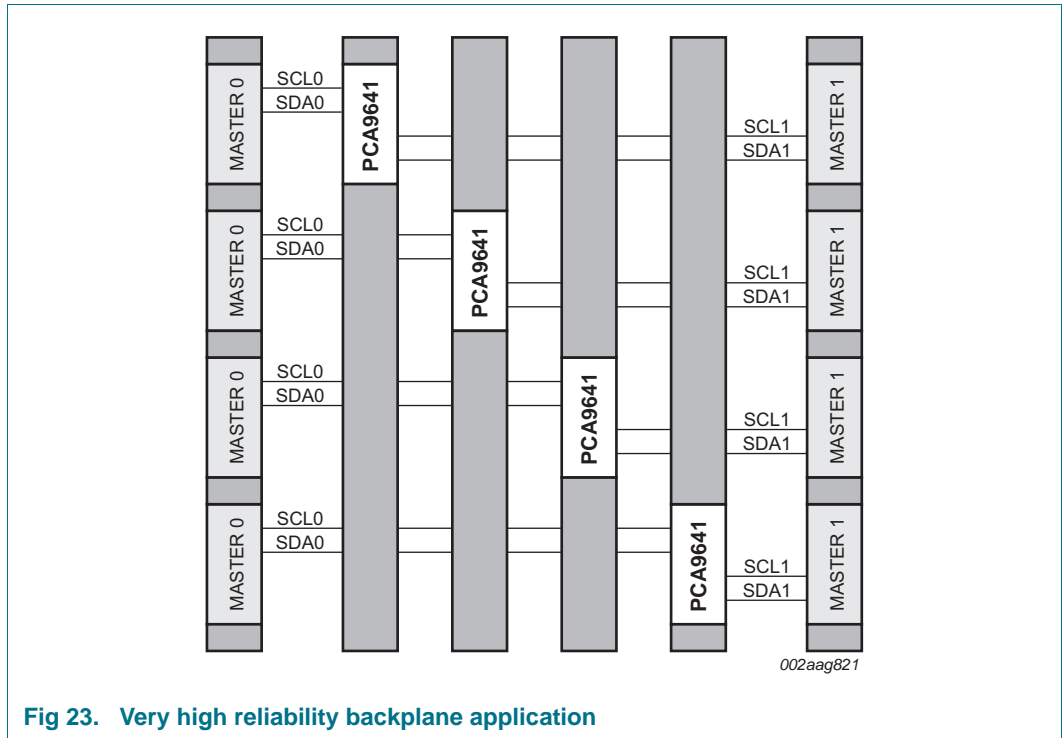 MASTER 0
SCL0
SDA0
PCA9641
SCL1
SDA1
MASTER 1
MASTER 0
SCL0
SDA0
PCA9641
SCL1
SDA1
MASTER 1
MASTER 0
SCL0
SDA0
PCA9641
SCL1
SDA1
MASTER 1
MASTER 0
SCL0
SDA0
PCA9641
SCL1
SDA1
MASTER 1
002aag821
Fig 23. Very high reliability backplane application